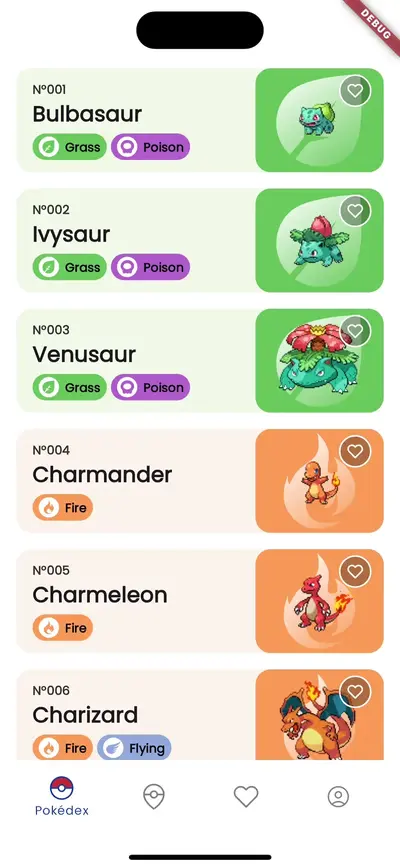 DEBUG
Nº001
Bulbasaur
Grass Poison
Nº002
Ivysaur
Grass Poison
Nº003
Venusaur
Grass Poison
Nº004
Charmander
Fire
Nº005
Charmeleon
Fire
Nº006
Charizard
Fire Flying
Pokédex